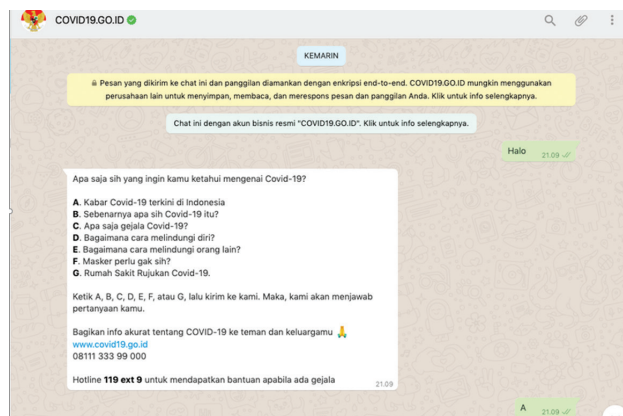 COVID19.GO.ID
KEMARIN
Pesan yang dikirim ke chat ini dan panggilan diamankan dengan enkripsi end-to-end. COVID19.GO.ID mungkin menggunakan
perusahaan lain untuk menyimpan, membaca, dan merespons pesan dan panggilan Anda. Klik untuk info selengkapnya.
Chat ini dengan akun bisnis resmi "COVID19.GO.ID". Klik untuk info selengkapnya.
Halo 21.09
Apa saja sih yang ingin kamu ketahui mengenai Covid-19?
A. Kabar Covid-19 terkini di Indonesia
B. Sebenarnya apa sih Covid-19 itu?
C. Apa saja gejala Covid-19?
D. Bagaimana cara melindungi diri?
E. Bagaimana cara melindungi orang lain?
F. Masker perlu gak sih?
G. Rumah Sakit Rujukan Covid-19.
Ketik A, B, C, D, E, F, atau G, lalu kirim ke kami. Maka, kami akan menjawab
pertanyaan kamu.
Bagikan info akurat tentang COVID-19 ke teman dan keluargamu 🙏
www.covid19.go.id
08111 333 99 000
Hotline 119 ext 9 untuk mendapatkan bantuan apabila ada gejala
21.09
A 21.09